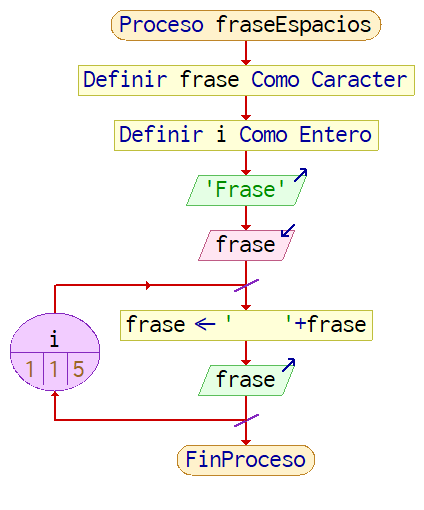 Proceso fraseEspacios
Definir frase Como Caracter
Definir i Como Entero
'Frase'
frase
i
1 1 5
frase ← '    '+frase
frase
FinProceso